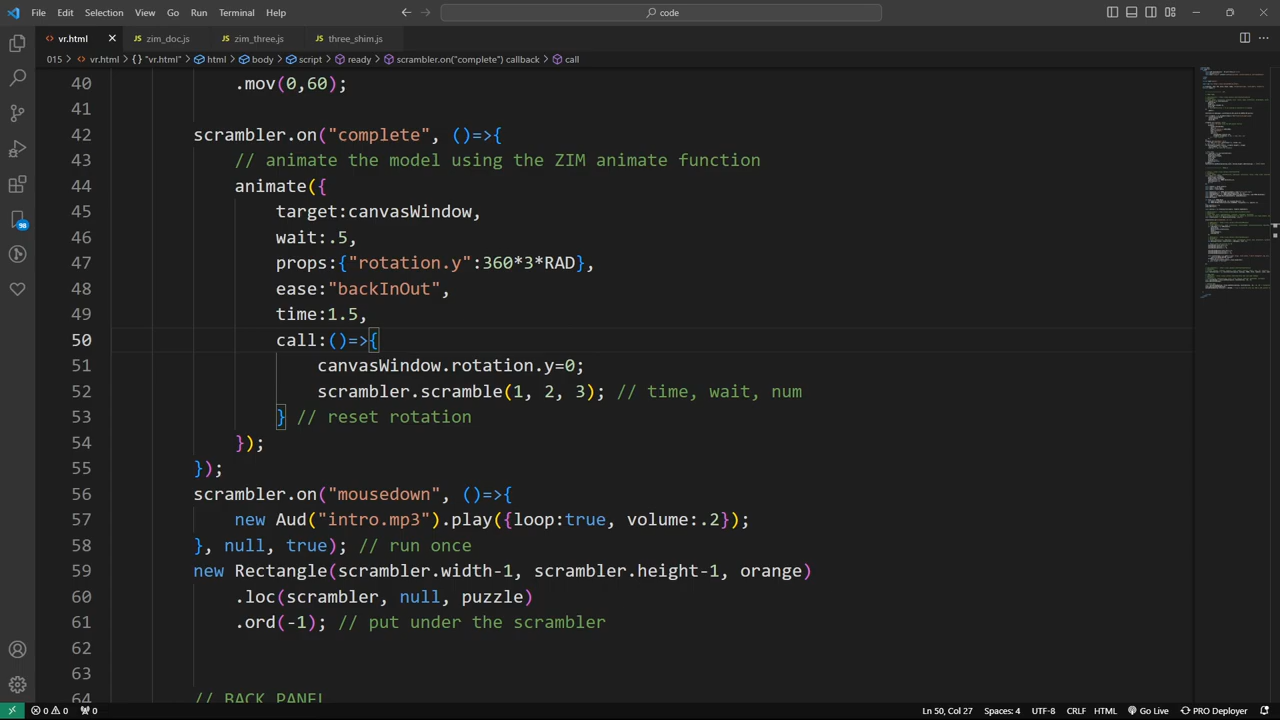 File Edit Selection View Go Run Terminal Help
code
vr.html
JS zim_doc.js
JS zim_three.js
JS three_shim.js
015 > vr.html > {} "vr.html" > html > body > script > ready > scrambler.on("complete") callback > call
40 .mov(0,60);
41
42 scrambler.on("complete", ()=>{
43 // animate the model using the ZIM animate function
44 animate({
45 target:canvasWindow,
46 wait:.5,
47 props:{"rotation.y":360*3*RAD},
48 ease:"backInOut",
49 time:1.5,
50 call:()=>{
51 canvasWindow.rotation.y=0;
52 scrambler.scramble(1, 2, 3); // time, wait, num
53 } // reset rotation
54 });
55 });
56 scrambler.on("mousedown", ()=>{
57 new Aud("intro.mp3").play({loop:true, volume:.2});
58 }, null, true); // run once
59 new Rectangle(scrambler.width-1, scrambler.height-1, orange)
60 .loc(scrambler, null, puzzle)
61 .ord(-1); // put under the scrambler
62
63
64 // BACK PANEL
98
0 0 0
Ln 50, Col 27 Spaces: 4 UTF-8 CRLF HTML Go Live PRO Deployer